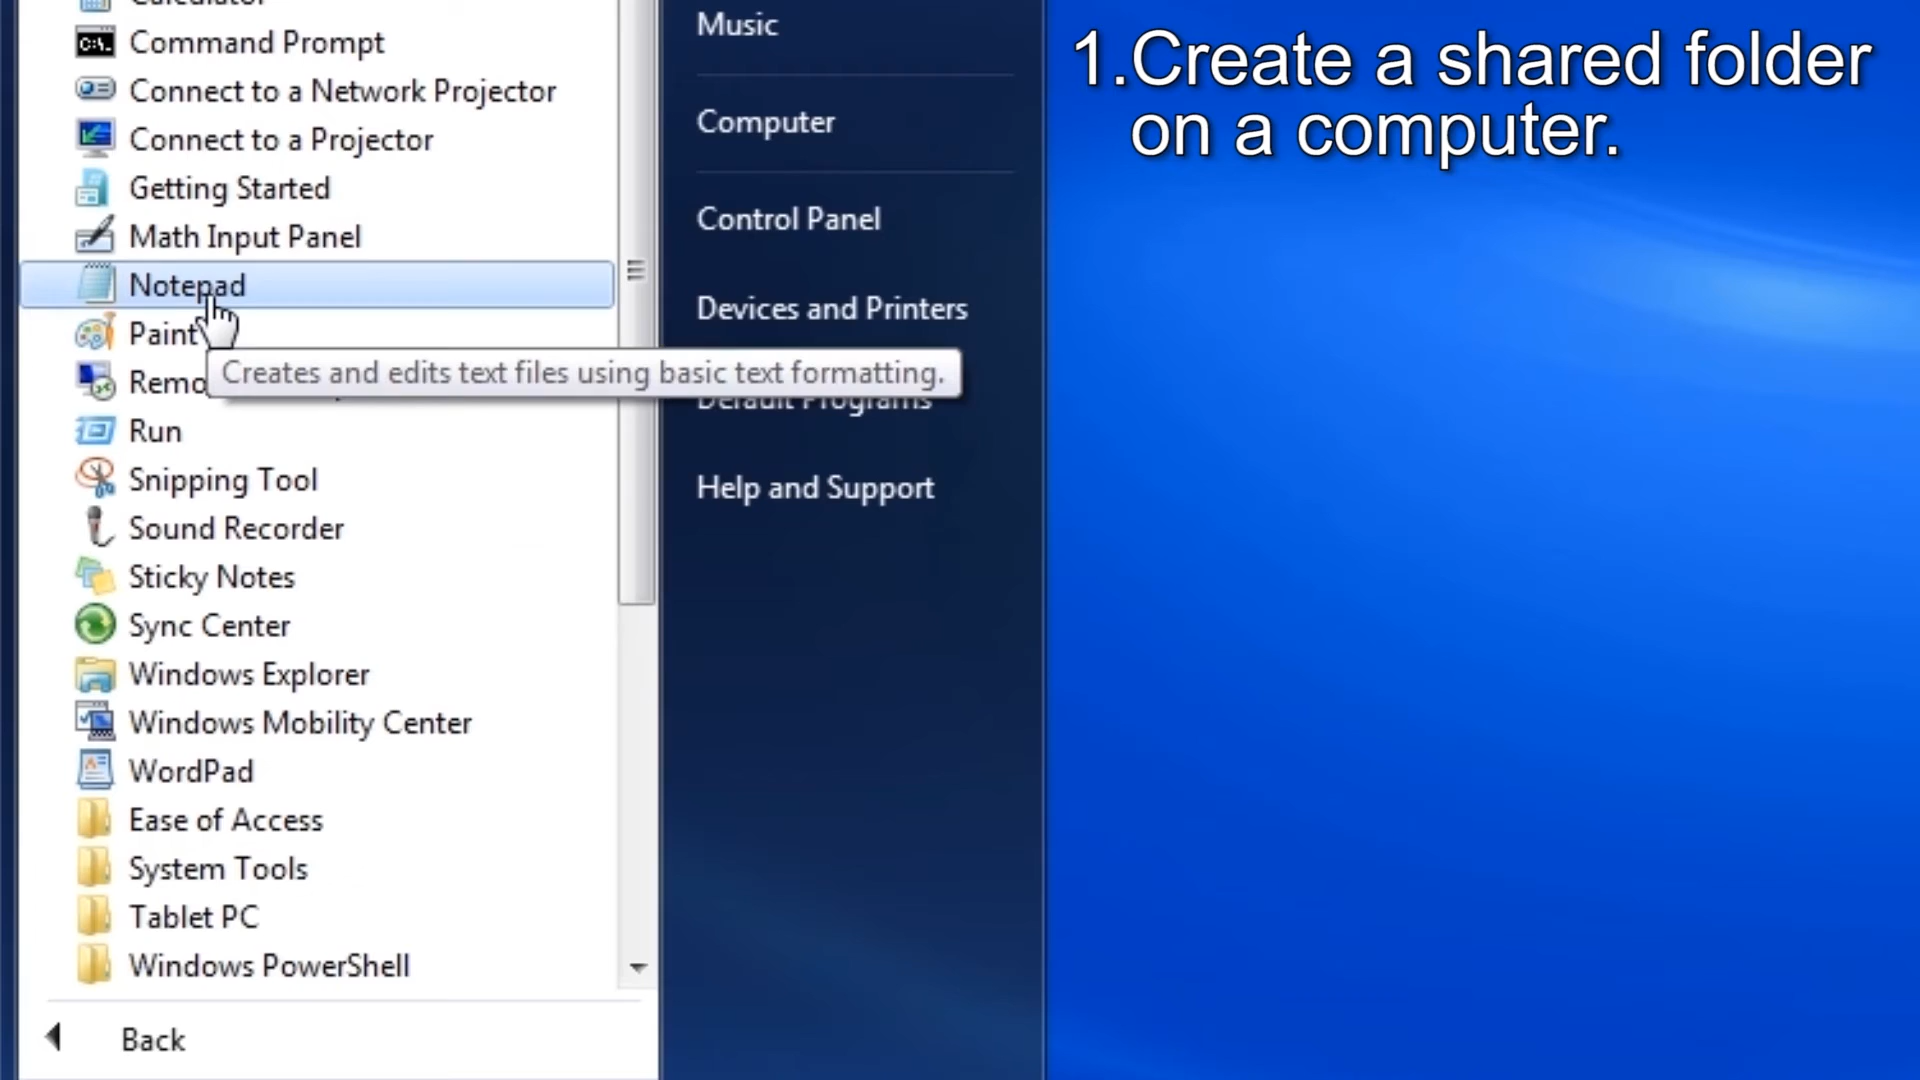 Calculator
Command Prompt
Connect to a Network Projector
Connect to a Projector
Getting Started
Math Input Panel
Notepad
Paint
Creates and edits text files using basic text formatting.
Run
Snipping Tool
Sound Recorder
Sticky Notes
Sync Center
Windows Explorer
Windows Mobility Center
WordPad
Ease of Access
System Tools
Tablet PC
Windows PowerShell
Back
Music
Computer
Control Panel
Devices and Printers
Default Programs
Help and Support
1.Create a shared folder
on a computer.